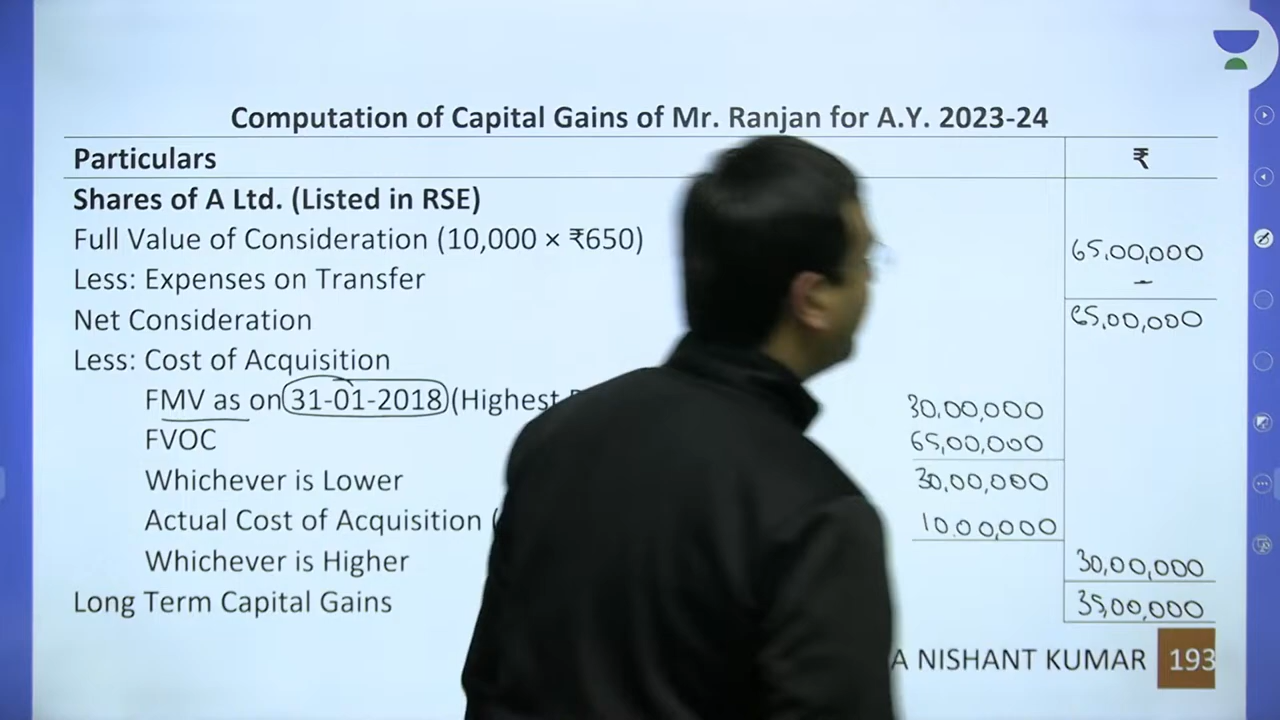 Computation of Capital Gains of Mr. Ranjan for A.Y. 2023-24
Particulars ₹
Shares of A Ltd. (Listed in RSE)
Full Value of Consideration (10,000 × ₹650) 65,00,000
Less: Expenses on Transfer -
Net Consideration 65,00,000
Less: Cost of Acquisition
FMV as on 31-01-2018 (Highest 30,00,000
FVOC 65,00,000
Whichever is Lower 30,00,000
Actual Cost of Acquisition ( 10,00,000
Whichever is Higher 30,00,000
Long Term Capital Gains 35,00,000
A NISHANT KUMAR 193